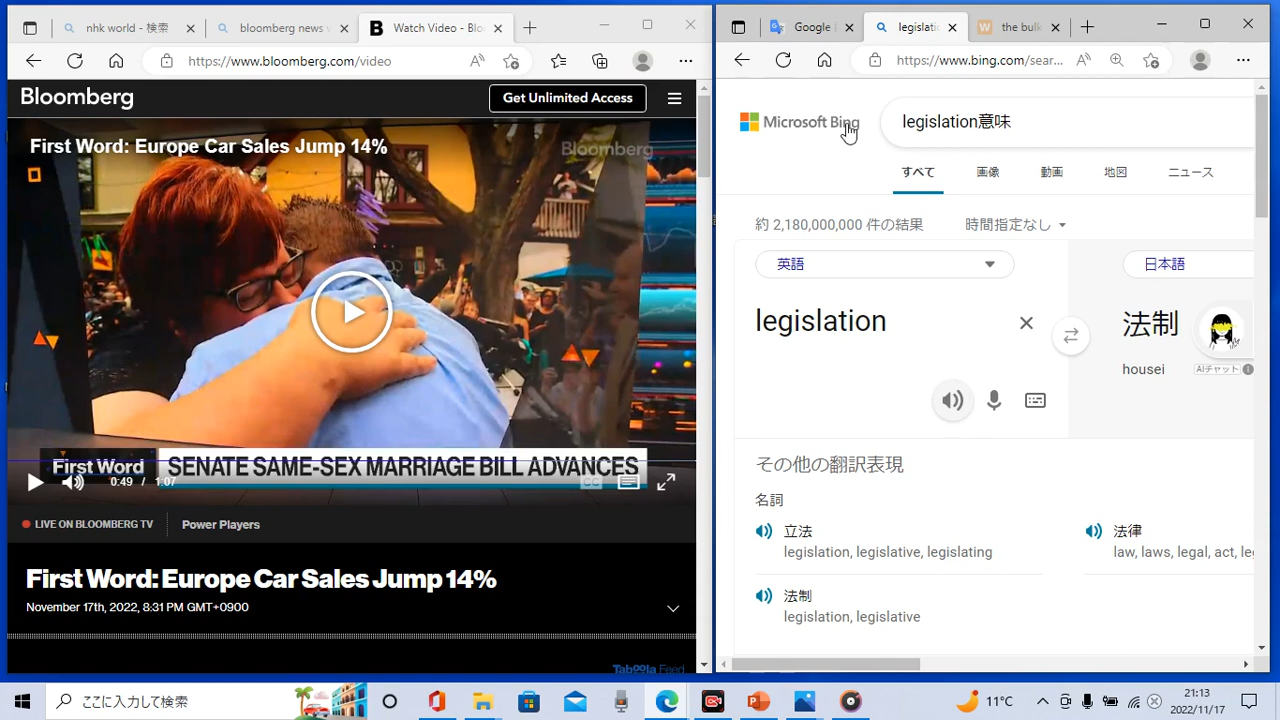 nhk world - 検索
bloomberg news v
Watch Video - Blo
https://www.bloomberg.com/video
Bloomberg
Get Unlimited Access
First Word: Europe Car Sales Jump 14%
Bloomberg
First Word
SENATE SAME-SEX MARRIAGE BILL ADVANCES
0:49 / 1:07
CC
LIVE ON BLOOMBERG TV
Power Players
First Word: Europe Car Sales Jump 14%
November 17th, 2022, 8:31 PM GMT+0900
Taboola Feed
Google
legislatio
the bulk
https://www.bing.com/sear...
Microsoft Bing
legislation意味
すべて
画像
動画
地図
ニュース
約 2,180,000,000 件の結果
時間指定なし
英語
日本語
legislation
法制
housei
AIチャット
その他の翻訳表現
名詞
立法
legislation, legislative, legislating
法律
law, laws, legal, act, le
法制
legislation, legislative
ここに入力して検索
11°C
21:13
2022/11/17